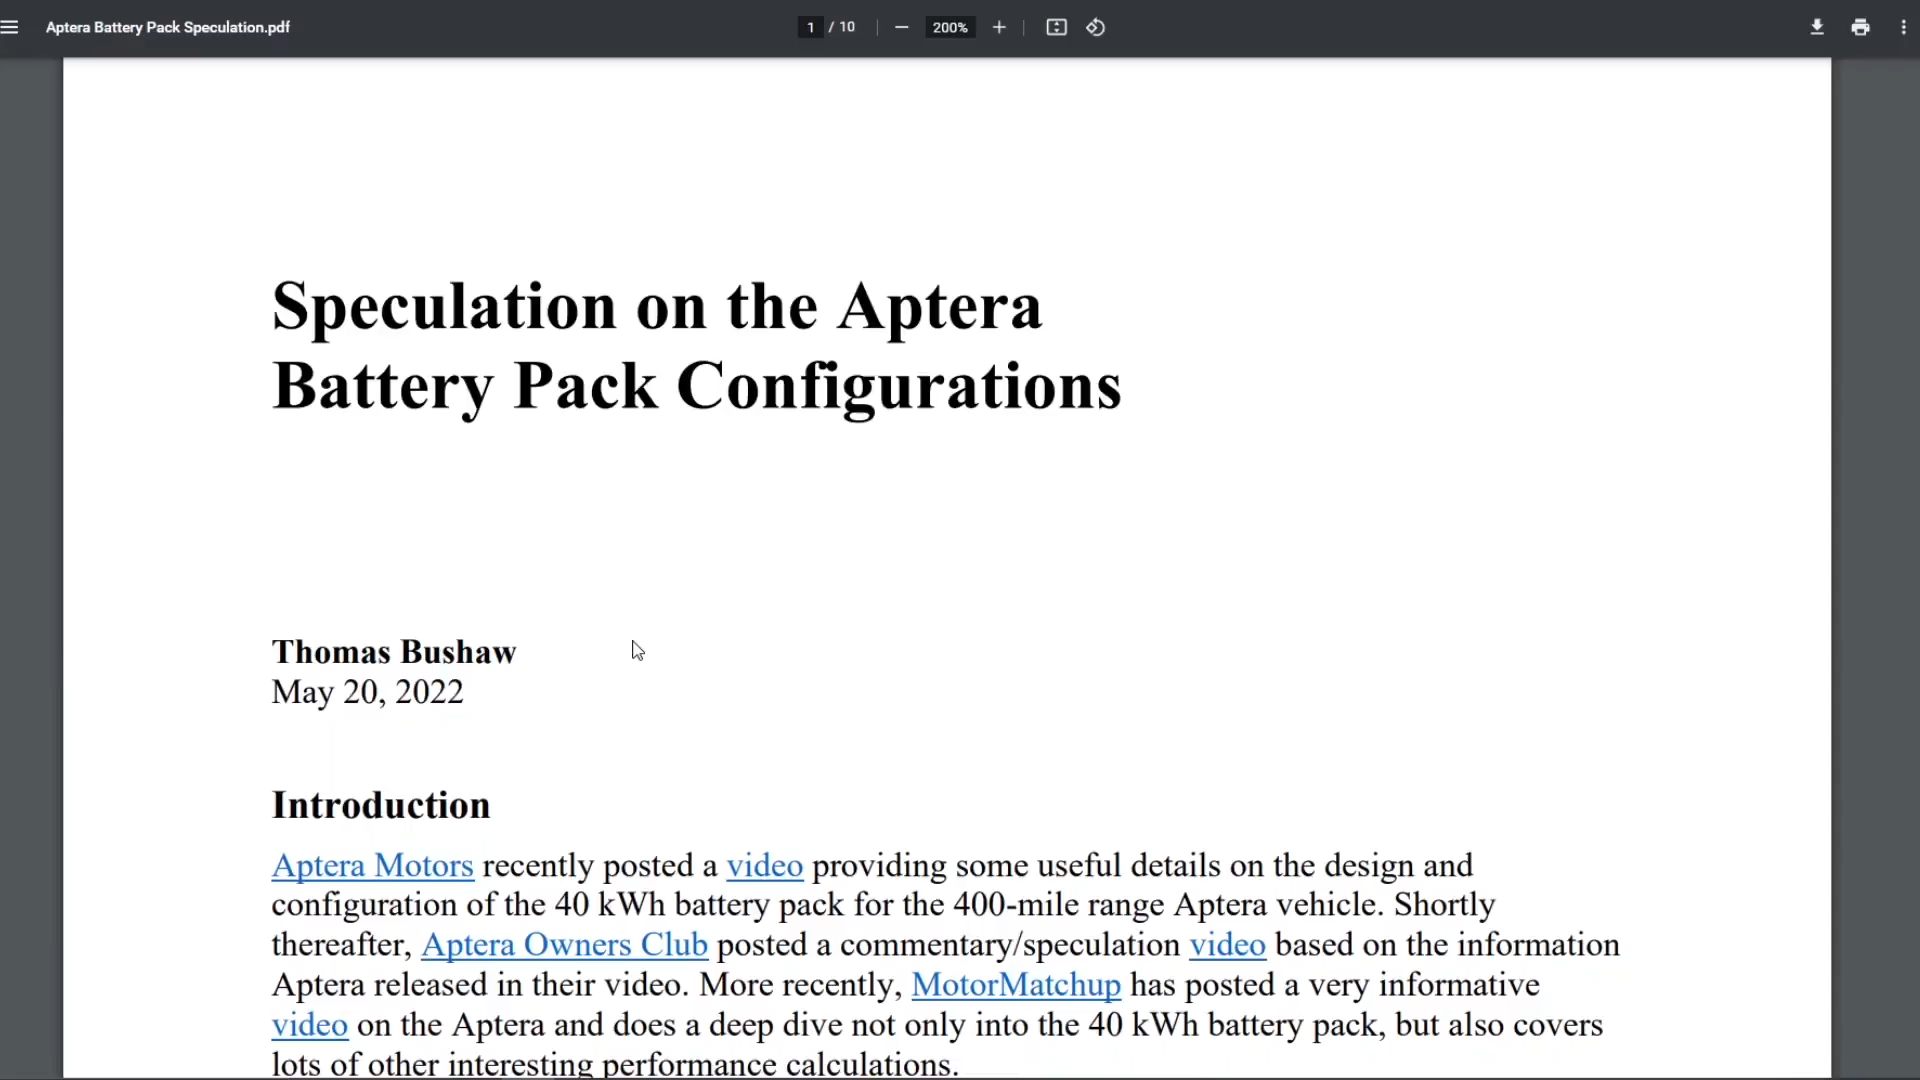 Aptera Battery Pack Speculation.pdf
1 / 10
200%
Speculation on the Aptera
Battery Pack Configurations
Thomas Bushaw
May 20, 2022
Introduction
Aptera Motors recently posted a video providing some useful details on the design and
configuration of the 40 kWh battery pack for the 400-mile range Aptera vehicle. Shortly
thereafter, Aptera Owners Club posted a commentary/speculation video based on the information
Aptera released in their video. More recently, MotorMatchup has posted a very informative
video on the Aptera and does a deep dive not only into the 40 kWh battery pack, but also covers
lots of other interesting performance calculations.